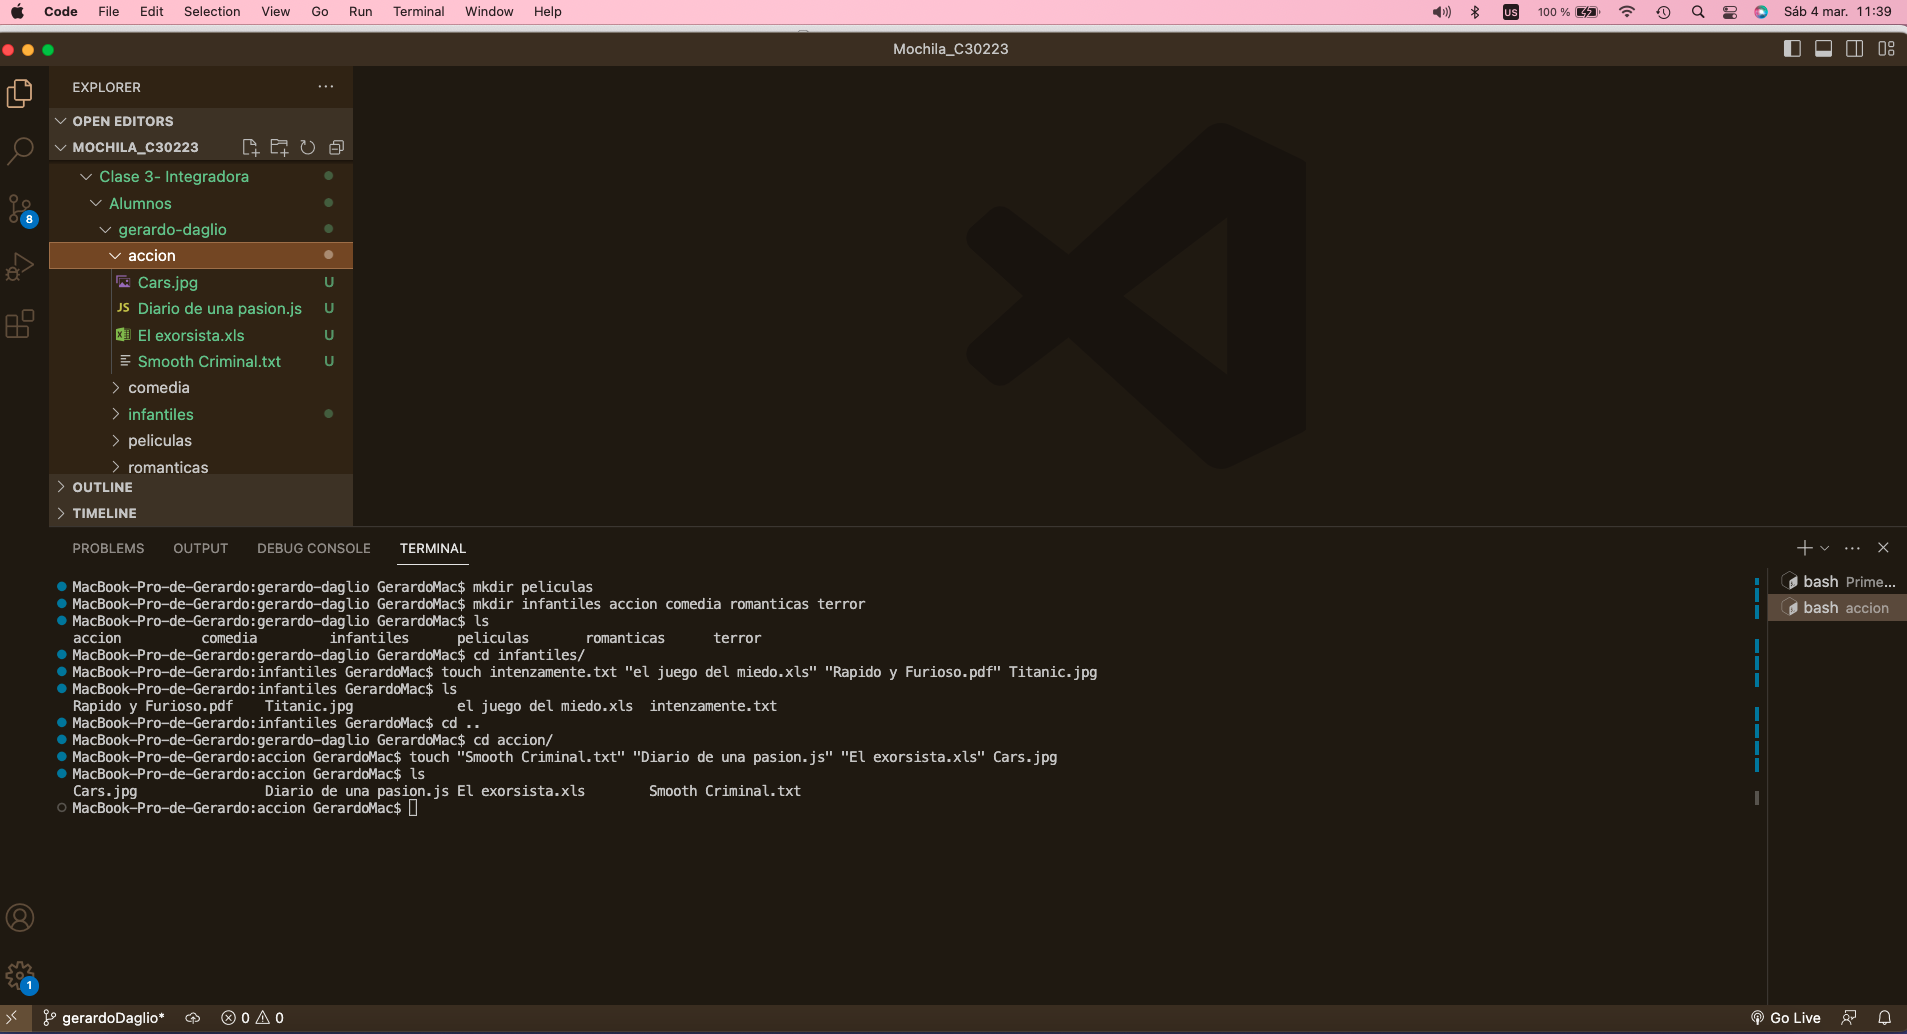 Code File Edit Selection View Go Run Terminal Window Help US 100 % Sáb 4 mar. 11:39
Mochila_C30223
EXPLORER
OPEN EDITORS
MOCHILA_C30223
Clase 3- Integradora
Alumnos
gerardo-daglio
accion
Cars.jpg U
JS Diario de una pasion.js U
El exorsista.xls U
Smooth Criminal.txt U
comedia
infantiles
peliculas
romanticas
OUTLINE
TIMELINE
8
1
PROBLEMS OUTPUT DEBUG CONSOLE TERMINAL
MacBook-Pro-de-Gerardo:gerardo-daglio GerardoMac$ mkdir peliculas
MacBook-Pro-de-Gerardo:gerardo-daglio GerardoMac$ mkdir infantiles accion comedia romanticas terror
MacBook-Pro-de-Gerardo:gerardo-daglio GerardoMac$ ls
accion comedia infantiles peliculas romanticas terror
MacBook-Pro-de-Gerardo:gerardo-daglio GerardoMac$ cd infantiles/
MacBook-Pro-de-Gerardo:infantiles GerardoMac$ touch intenzamente.txt "el juego del miedo.xls" "Rapido y Furioso.pdf" Titanic.jpg
MacBook-Pro-de-Gerardo:infantiles GerardoMac$ ls
Rapido y Furioso.pdf Titanic.jpg el juego del miedo.xls intenzamente.txt
MacBook-Pro-de-Gerardo:infantiles GerardoMac$ cd ..
MacBook-Pro-de-Gerardo:gerardo-daglio GerardoMac$ cd accion/
MacBook-Pro-de-Gerardo:accion GerardoMac$ touch "Smooth Criminal.txt" "Diario de una pasion.js" "El exorsista.xls" Cars.jpg
MacBook-Pro-de-Gerardo:accion GerardoMac$ ls
Cars.jpg Diario de una pasion.js El exorsista.xls Smooth Criminal.txt
MacBook-Pro-de-Gerardo:accion GerardoMac$
bash Prime...
bash accion
gerardoDaglio* 0 0 Go Live